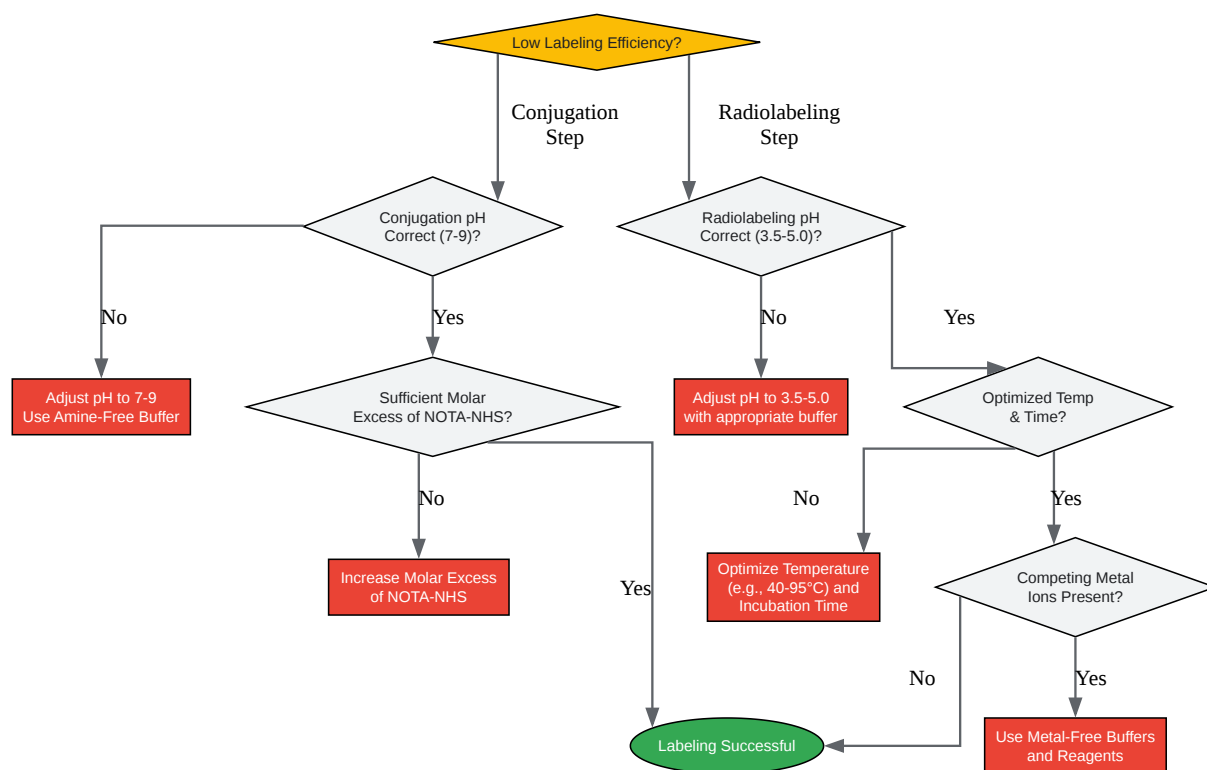 Low Labeling Efficiency?
Conjugation
Step
Radiolabeling
Step
Conjugation pH
Correct (7-9)?
Radiolabeling pH
Correct (3.5-5.0)?
No
Yes
No
Yes
Adjust pH to 7-9
Use Amine-Free Buffer
Sufficient Molar
Excess of NOTA-NHS?
Adjust pH to 3.5-5.0
with appropriate buffer
Optimized Temp
& Time?
No
No
Yes
Increase Molar Excess
of NOTA-NHS
Yes
Optimize Temperature
(e.g., 40-95°C) and
Incubation Time
Competing Metal
Ions Present?
No
Yes
Labeling Successful
Use Metal-Free Buffers
and Reagents